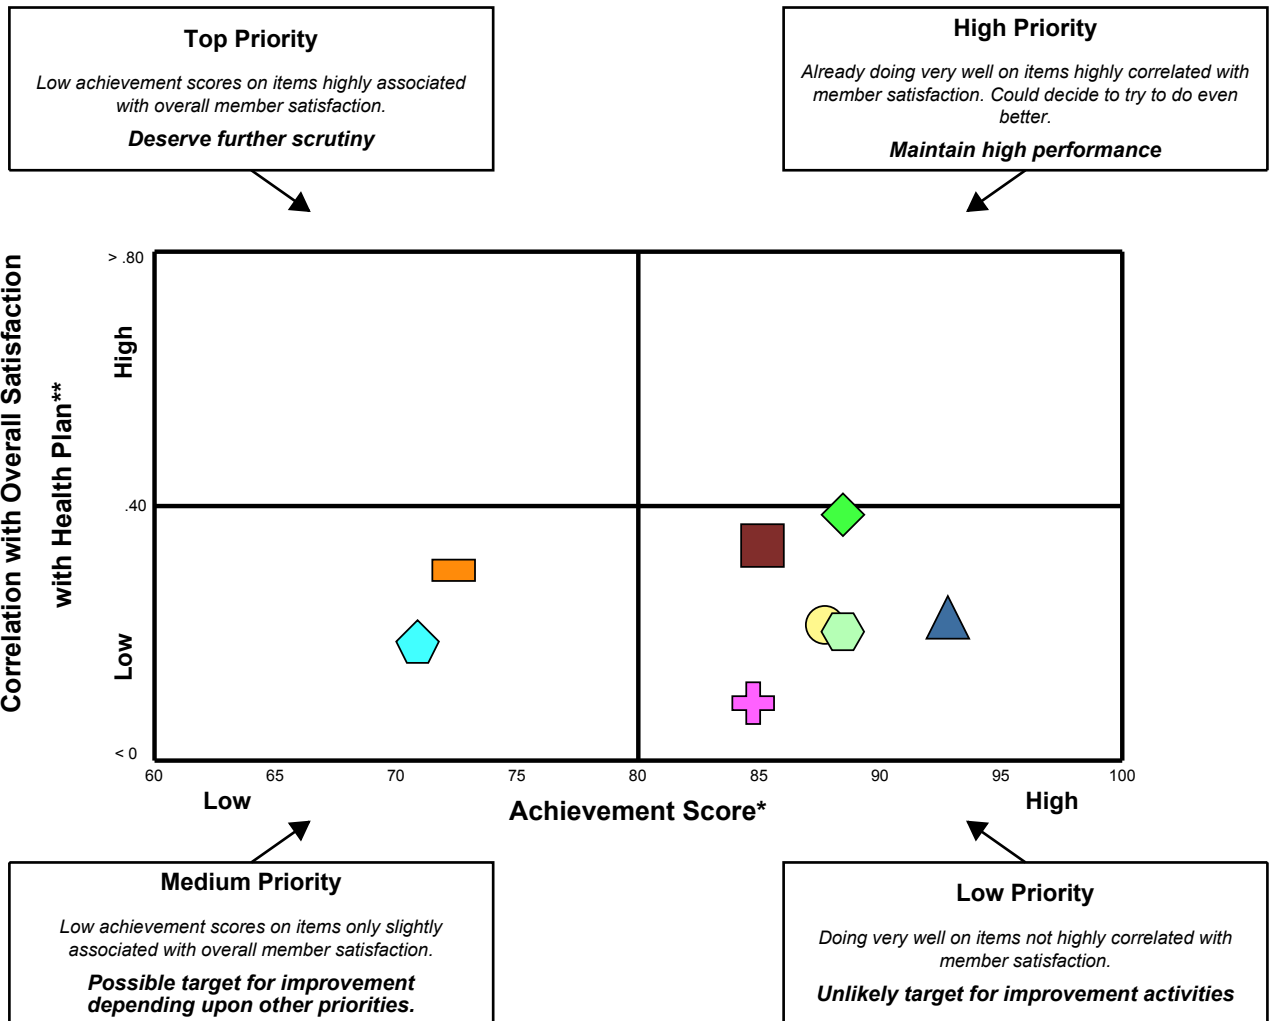 Top Priority
Low achievement scores on items highly associated
with overall member satisfaction.
Deserve further scrutiny
High Priority
Already doing very well on items highly correlated with
member satisfaction. Could decide to try to do even
better.
Maintain high performance
Correlation with Overall Satisfaction
with Health Plan**
> .80
High
.40
Low
< 0
60 65 70 75 80 85 90 95 100
Low Achievement Score* High
Medium Priority
Low achievement scores on items only slightly
associated with overall member satisfaction.
Possible target for improvement
depending upon other priorities.
Low Priority
Doing very well on items not highly correlated with
member satisfaction.
Unlikely target for improvement activities